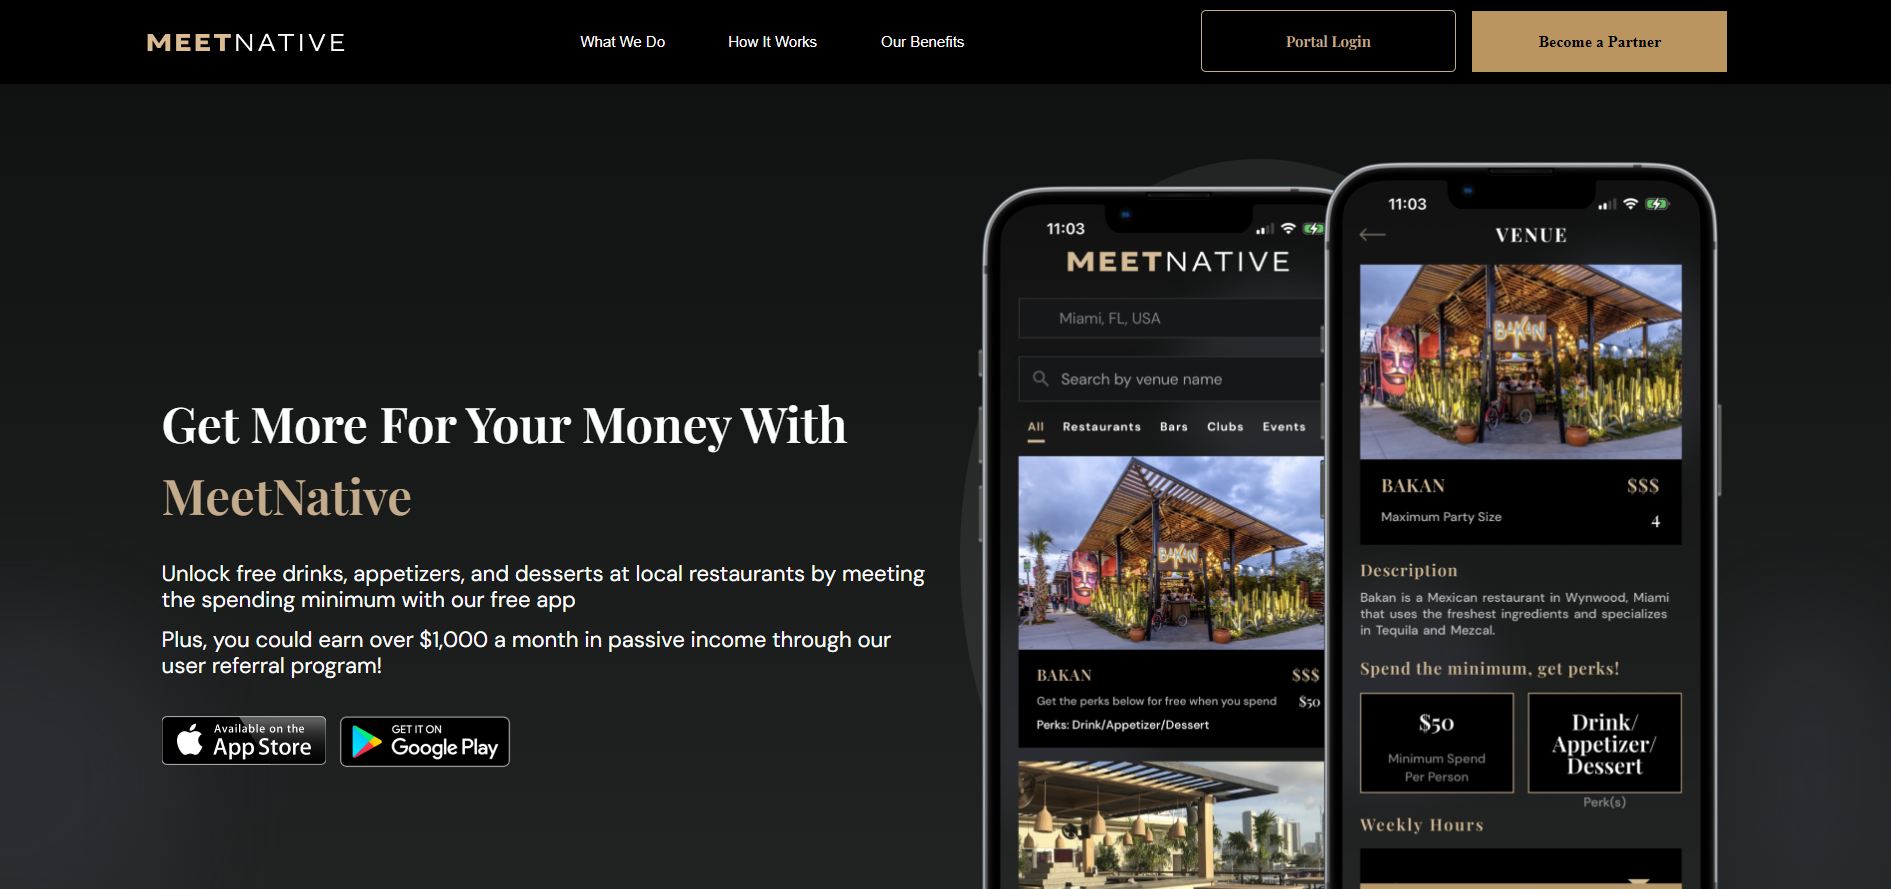 MEETNATIVE
What We Do
How It Works
Our Benefits
Portal Login
Become a Partner
Get More For Your Money With
MeetNative
Unlock free drinks, appetizers, and desserts at local restaurants by meeting
the spending minimum with our free app
Plus, you could earn over $1,000 a month in passive income through our
user referral program!
Available on the
App Store
GET IT ON
Google Play
11:03
MEETNATIVE
Miami, FL, USA
Search by venue name
All Restaurants Bars Clubs Events
BAKAN
BAKAN $$$
Get the perks below for free when you spend $50
Perks: Drink/Appetizer/Dessert
11:03
VENUE
BAKAN
BAKAN $$$
Maximum Party Size 4
Description
Bakan is a Mexican restaurant in Wynwood, Miami
that uses the freshest ingredients and specializes
in Tequila and Mezcal.
Spend the minimum, get perks!
$50
Minimum Spend
Per Person
Drink/
Appetizer/
Dessert
Perk(s)
Weekly Hours